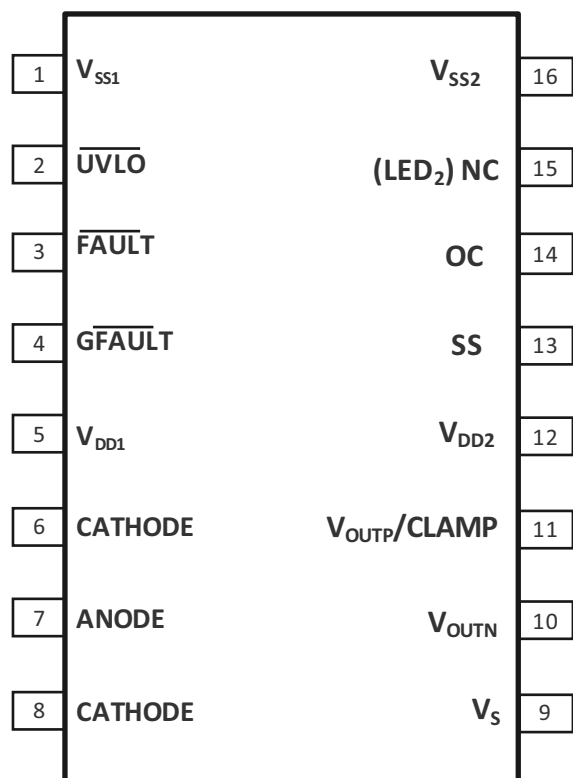 1 V_SS1 V_SS2 16
2 UVLO (LED₂) NC 15
3 FAULT OC 14
4 GFAULT SS 13
5 V_DD1 V_DD2 12
6 CATHODE V_OUTP/CLAMP 11
7 ANODE V_OUTN 10
8 CATHODE V_S 9